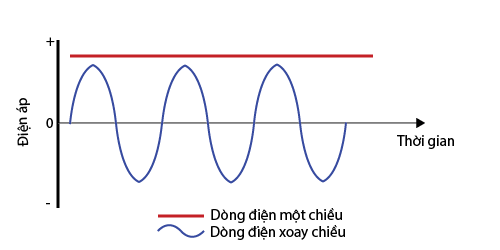 +
Điện áp
0
Thời gian
-
Dòng điện một chiều
Dòng điện xoay chiều